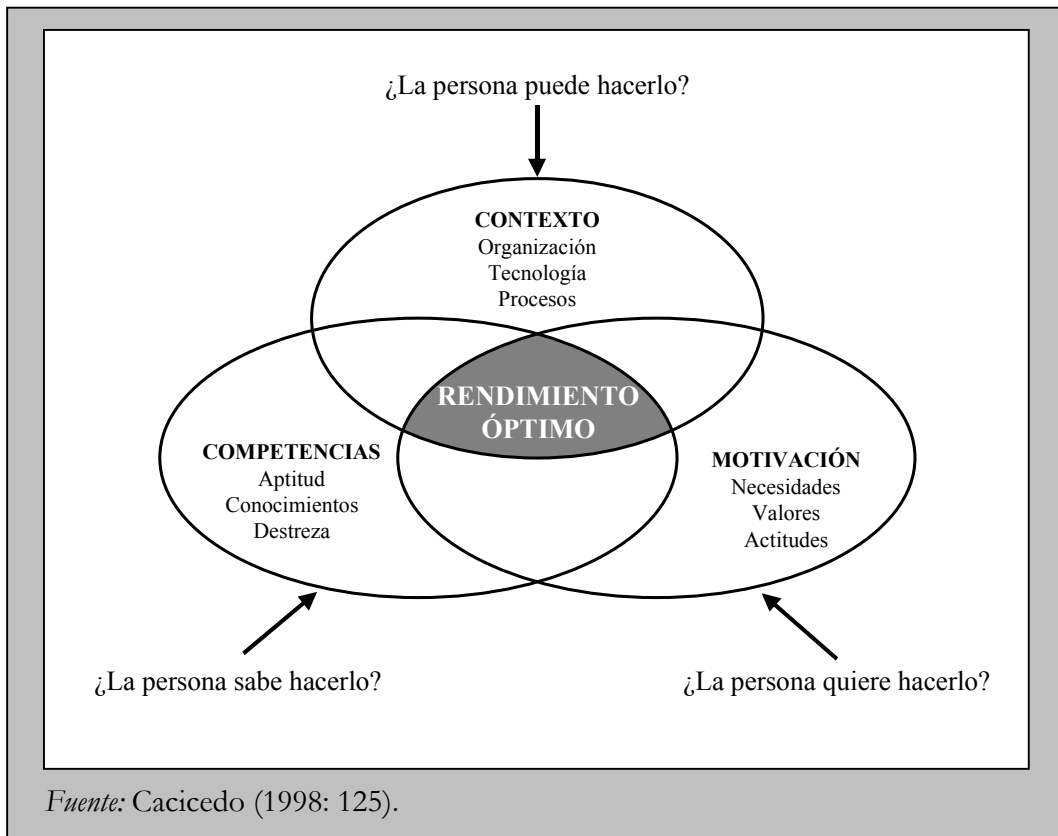 ¿La persona puede hacerlo?
CONTEXTO
Organización
Tecnología
Procesos
RENDIMIENTO
ÓPTIMO
COMPETENCIAS
Aptitud
Conocimientos
Destreza
MOTIVACIÓN
Necesidades
Valores
Actitudes
¿La persona sabe hacerlo?
¿La persona quiere hacerlo?
Fuente: Cacicedo (1998: 125).